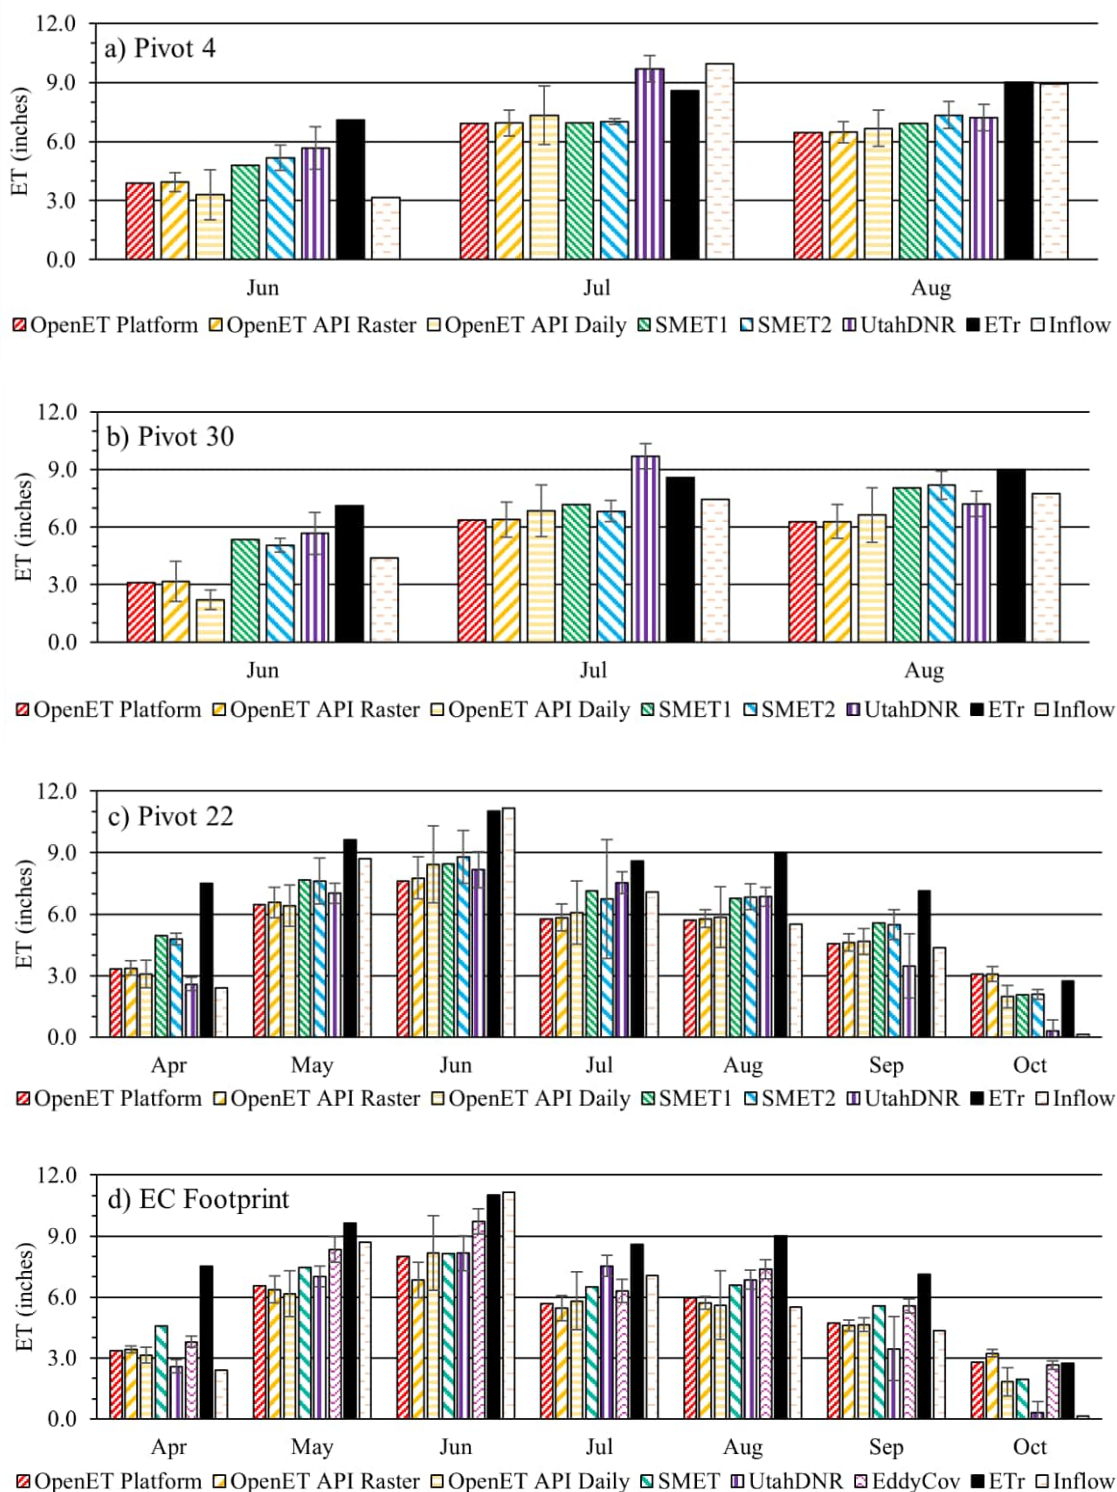 a) Pivot 4
ET (inches)
12.0
9.0
6.0
3.0
0.0
Jun Jul Aug
OpenET Platform OpenET API Raster OpenET API Daily SMET1 SMET2 UtahDNR ETr Inflow
b) Pivot 30
ET (inches)
12.0
9.0
6.0
3.0
0.0
Jun Jul Aug
OpenET Platform OpenET API Raster OpenET API Daily SMET1 SMET2 UtahDNR ETr Inflow
c) Pivot 22
ET (inches)
12.0
9.0
6.0
3.0
0.0
Apr May Jun Jul Aug Sep Oct
OpenET Platform OpenET API Raster OpenET API Daily SMET1 SMET2 UtahDNR ETr Inflow
d) EC Footprint
ET (inches)
12.0
9.0
6.0
3.0
0.0
Apr May Jun Jul Aug Sep Oct
OpenET Platform OpenET API Raster OpenET API Daily SMET UtahDNR EddyCov ETr Inflow